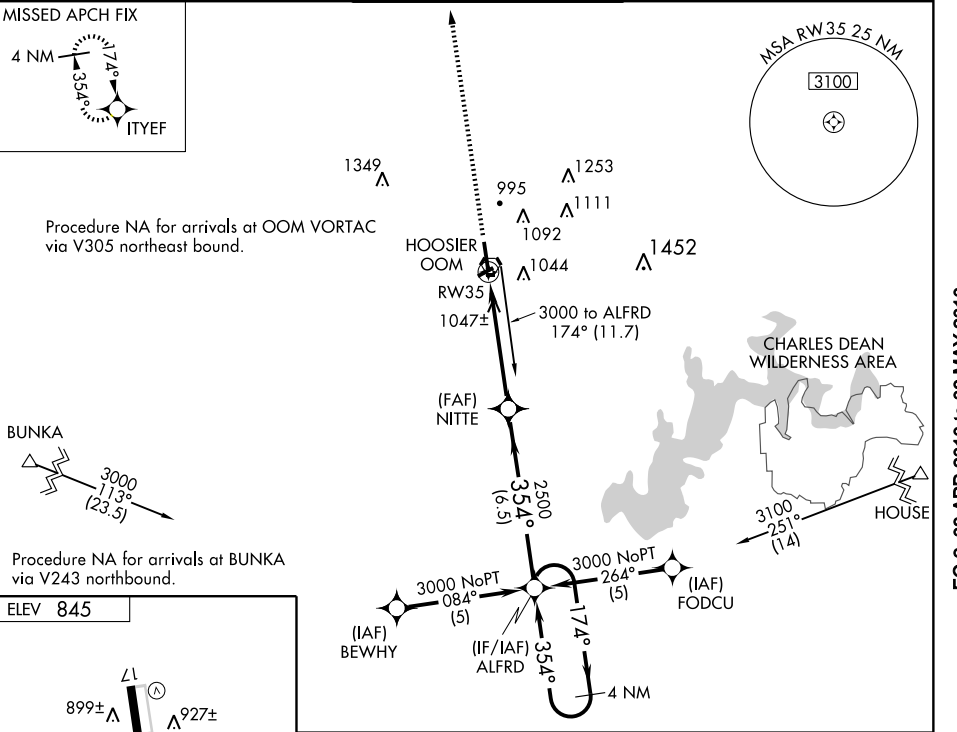 MISSED APCH FIX
4 NM
174°
354°
ITYEF
MSA RW35 25 NM
3100
1349
1253
995
1111
1092
Procedure NA for arrivals at OOM VORTAC
via V305 northeast bound.
HOOSIER
OOM
1044
1452
RW35
1047±
3000 to ALFRD
174° (11.7)
CHARLES DEAN
WILDERNESS AREA
(FAF)
NITTE
BUNKA
3000
113°
(23.5)
2500
354°
(6.5)
HOUSE
3100
251°
(14)
Procedure NA for arrivals at BUNKA
via V243 northbound.
3000 NoPT
084°
(5)
3000 NoPT
264°
(5)
(IAF)
FODCU
(IAF)
BEWHY
(IF/IAF)
ALFRD
174°
354°
4 NM
ELEV 845
17
V
899±
927±